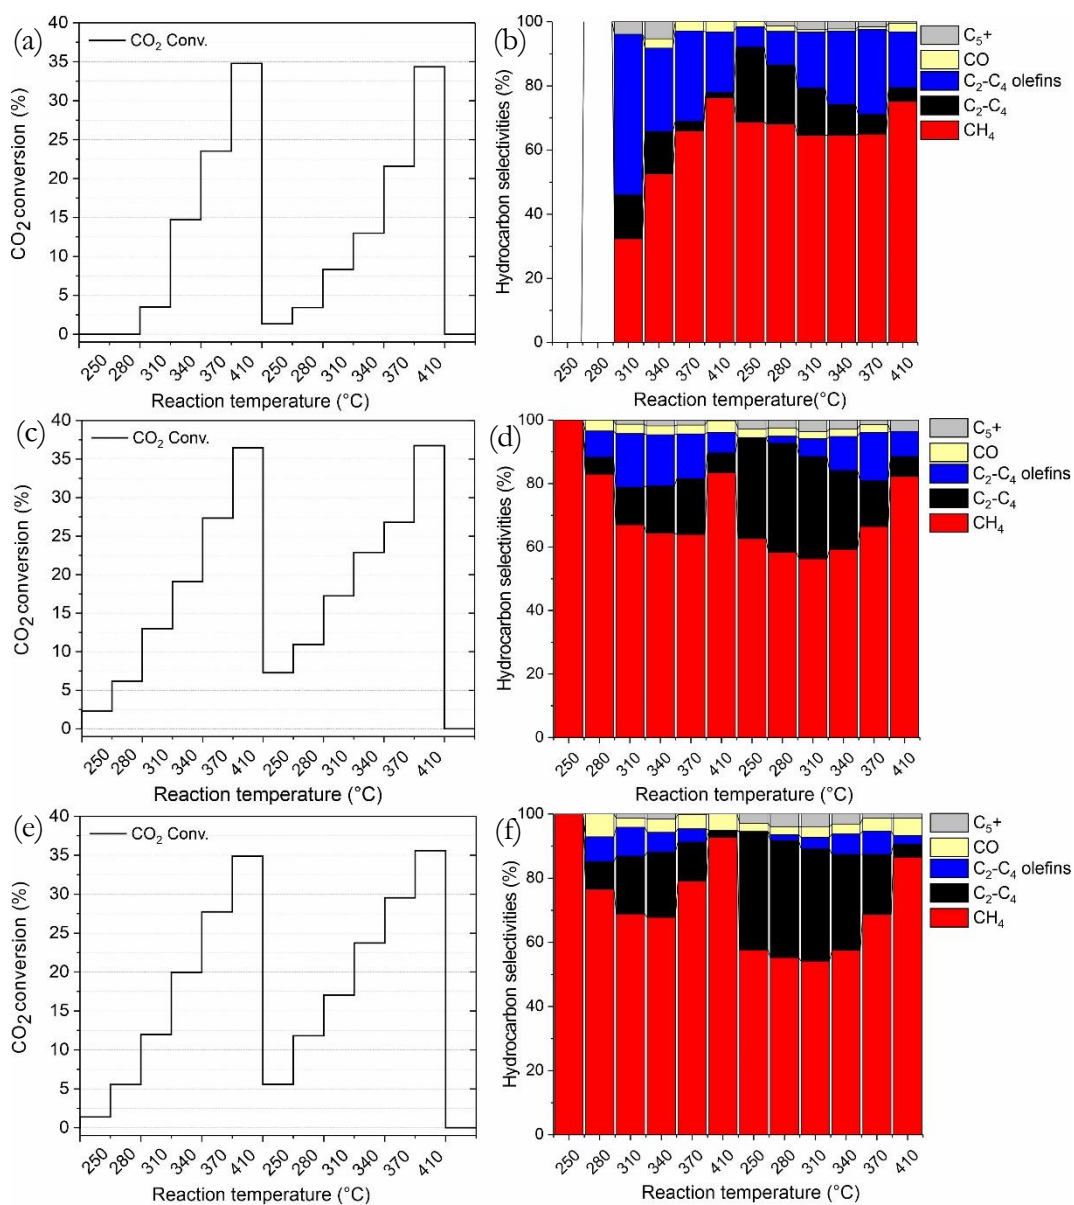 (a)
CO2 Conv.
40
35
30
25
20
15
10
5
0
CO2 conversion (%)
250 280 310 340 370 410 250 280 310 340 370 410
Reaction temperature (°C)
(b)
100
80
60
40
20
0
Hydrocarbon selectivities (%)
250 280 310 340 370 410 250 280 310 340 370 410
Reaction temperature(°C)
C5+
CO
C2-C4 olefins
C2-C4
CH4
(c)
CO2 Conv.
40
35
30
25
20
15
10
5
0
CO2 conversion (%)
250 280 310 340 370 410 250 280 310 340 370 410
Reaction temperature (°C)
(d)
100
80
60
40
20
0
Hydrocarbon selectivities (%)
250 280 310 340 370 410 250 280 310 340 370 410
Reaction temperature (°C)
C5+
CO
C2-C4 olefins
C2-C4
CH4
(e)
CO2 Conv.
40
35
30
25
20
15
10
5
0
CO2 conversion (%)
250 280 310 340 370 410 250 280 310 340 370 410
Reaction temperature (°C)
(f)
100
80
60
40
20
0
Hydrocarbon selectivities (%)
250 280 310 340 370 410 250 280 310 340 370 410
Reaction temperature (°C)
C5+
CO
C2-C4 olefins
C2-C4
CH4